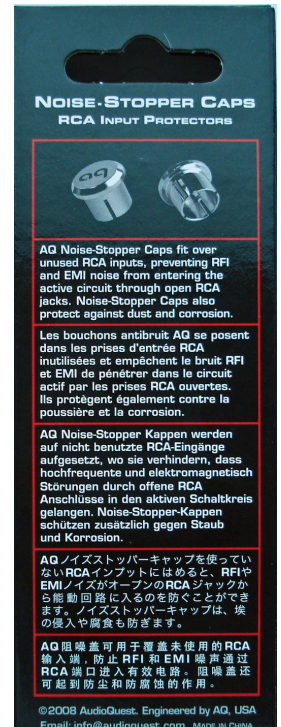 NOISE-STOPPER CAPS
RCA INPUT PROTECTORS
AQ
AQ Noise-Stopper Caps fit over
unused RCA inputs, preventing RFI
and EMI noise from entering the
active circuit through open RCA
jacks. Noise-Stopper Caps also
protect against dust and corrosion.
Les bouchons antibruit AQ se posent
dans les prises d'entrée RCA
inutilisées et empêchent le bruit RFI
et EMI de pénétrer dans le circuit
actif par les prises RCA ouvertes.
Ils protègent également contre la
poussière et la corrosion.
AQ Noise-Stopper Kappen werden
auf nicht benutzte RCA-Eingänge
aufgesetzt, wo sie verhindern, dass
hochfrequente und elektromagnetisch
Störungen durch offene RCA
Anschlüsse in den aktiven Schaltkreis
gelangen. Noise-Stopper-Kappen
schützen zusätzlich gegen Staub
und Korrosion.
AQノイズストッパーキャップを使ってい
ないRCAインプットにはめると、RFIや
EMIノイズがオープンのRCAジャックか
ら能動回路に入るのを防ぐことができ
ます。ノイズストッパーキャップは、埃
の侵入や腐食も防ぎます。
AQ阻噪盖可用于覆盖未使用的RCA
输入端,防止RFI和EMI噪声通过
RCA端口进入有效电路。阻噪盖还
可起到防尘和防腐蚀的作用。
©2008 AudioQuest. Engineered by AQ, USA
Email: info@audioquest.com MADE IN CHINA